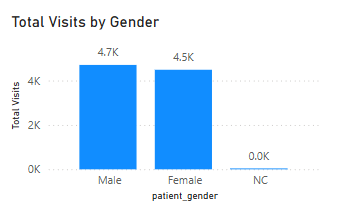 Total Visits by Gender
4.7K
4.5K
4K
Total Visits
2K
0.0K
0K
Male
Female
NC
patient_gender